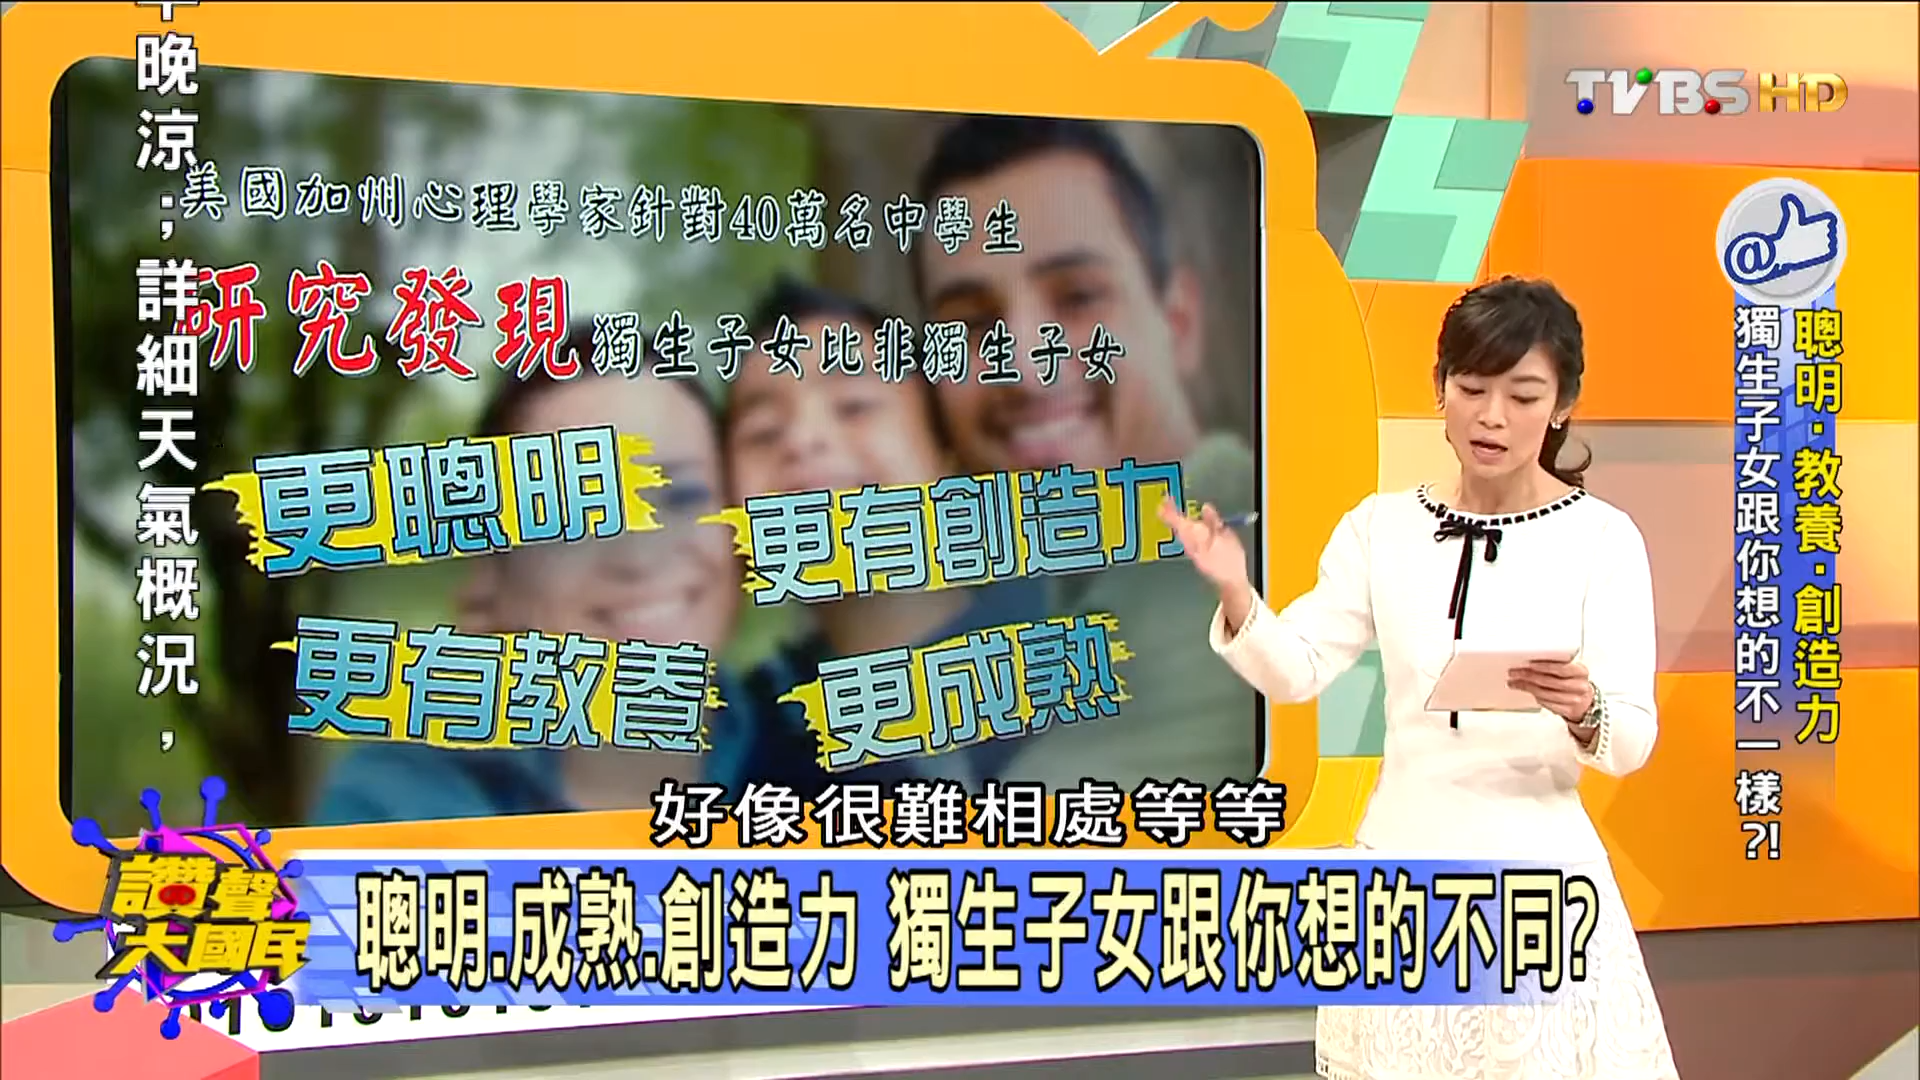 TVBS HD
早晚涼；詳細天氣概況，
美國加州心理學家針對40萬名中學生
研究發現 獨生子女比非獨生子女
更聰明
更有創造力
更有教養
更成熟
@
聰明．教養．創造力
獨生子女跟你想的不一樣?!
好像很難相處等等
讚聲
大國民
聰明.成熟.創造力 獨生子女跟你想的不同?